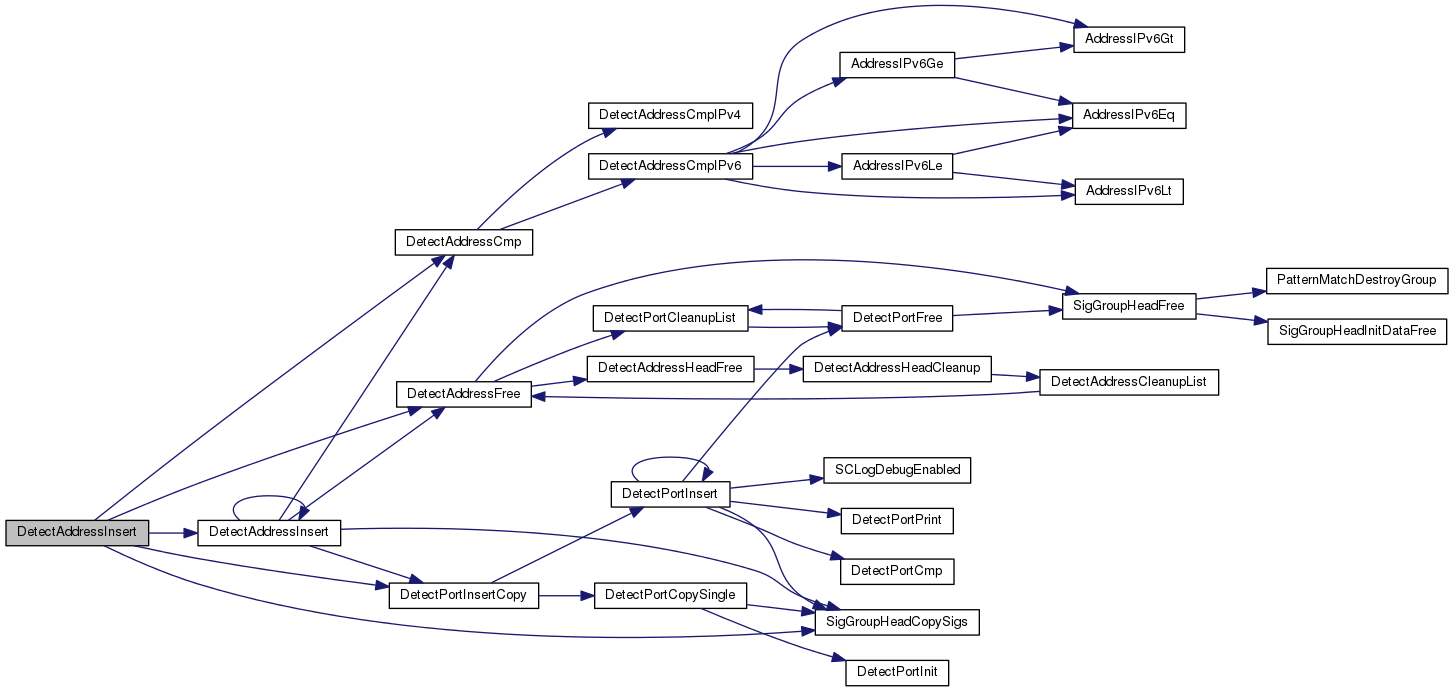 AddressIPv6Gt
AddressIPv6Ge
DetectAddressCmpIPv4
AddressIPv6Eq
DetectAddressCmpIPv6
AddressIPv6Le
AddressIPv6Lt
DetectAddressCmp
PatternMatchDestroyGroup
SigGroupHeadFree
DetectPortCleanupList
DetectPortFree
SigGroupHeadInitDataFree
DetectAddressHeadFree
DetectAddressHeadCleanup
DetectAddressCleanupList
DetectAddressFree
SCLogDebugEnabled
DetectPortInsert
DetectPortPrint
DetectAddressInsert
DetectAddressInsert
DetectPortCmp
DetectPortInsertCopy
DetectPortCopySingle
SigGroupHeadCopySigs
DetectPortInit